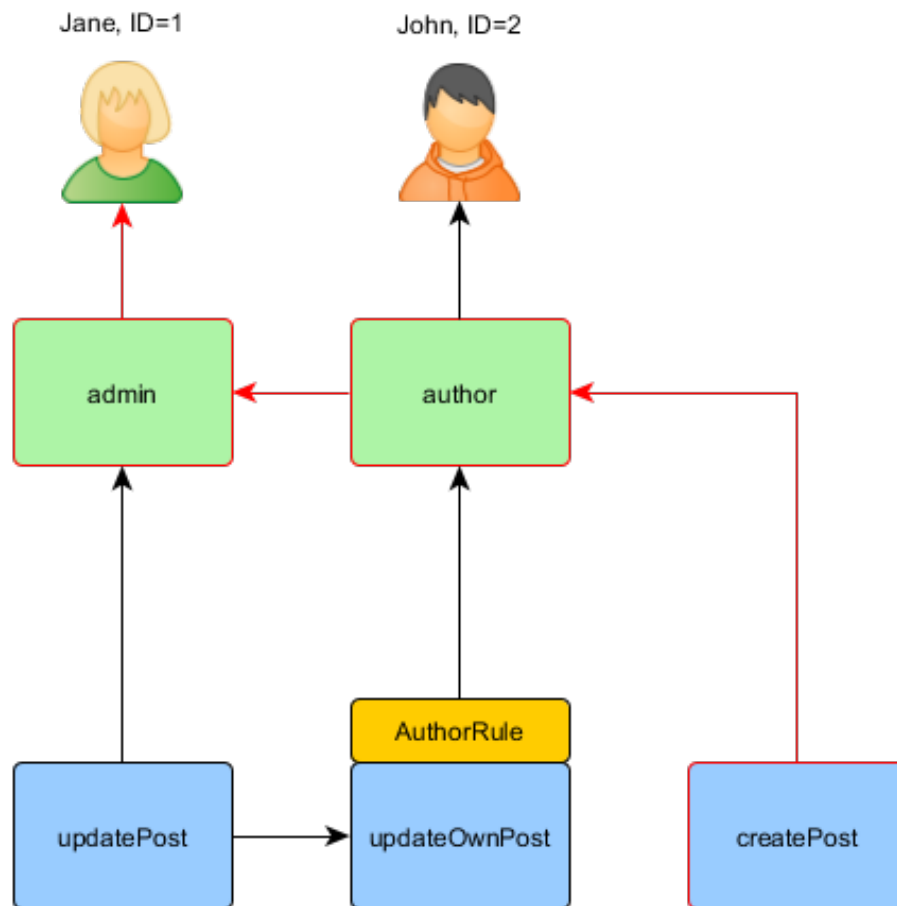 Jane, ID=1
John, ID=2
admin
author
AuthorRule
updatePost
updateOwnPost
createPost